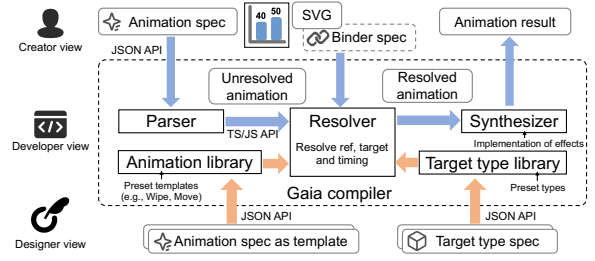 Creator view
Animation spec
JSON API
40
50
SVG
Binder spec
Animation result
Unresolved
animation
Resolved
animation
Developer view
Parser
TS/JS API
Resolver
Resolve ref, target
and timing
Synthesizer
Implementation of effects
Animation library
Preset templates
(e.g., Wipe, Move)
Target type library
Preset types
Gaia compiler
Designer view
JSON API
Animation spec as template
JSON API
Target type spec